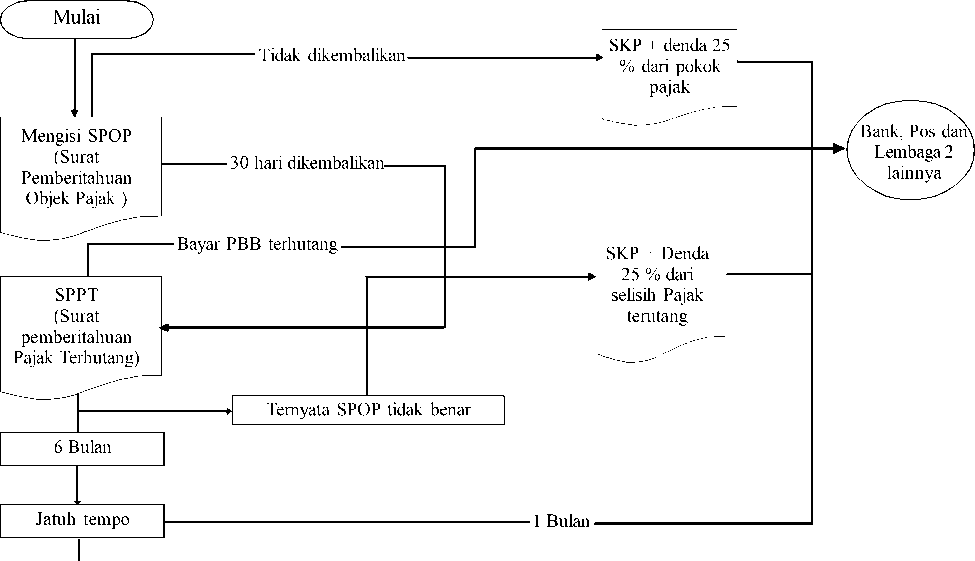 Mulai
Tidak dikembalikan
SKP + denda 25
% dari pokok
pajak
Mengisi SPOP
(Surat
Pemberitahuan
Objek Pajak )
30 hari dikembalikan
Bank, Pos dan
Lembaga 2
lainnya
Bayar PBB terhutang
SKP + Denda
25 % dari
selisih Pajak
terutang
SPPT
(Surat
pemberitahuan
Pajak Terhutang)
Ternyata SPOP tidak benar
6 Bulan
Jatuh tempo
1 Bulan